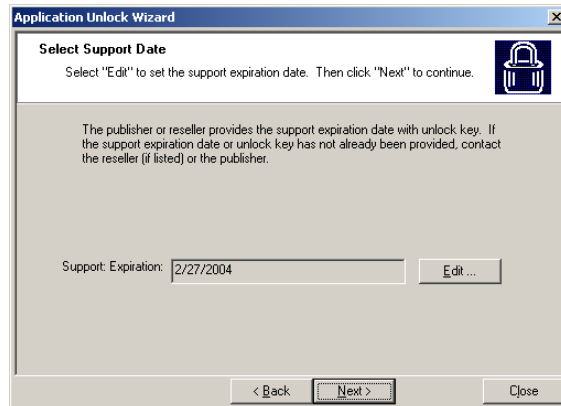 Application Unlock Wizard
Select Support Date
Select "Edit" to set the support expiration date. Then click "Next" to continue.
The publisher or reseller provides the support expiration date with unlock key. If
the support expiration date or unlock key has not already been provided, contact
the reseller (if listed) or the publisher.
Support: Expiration: 2/27/2004 Edit ...
< Back Next > Close